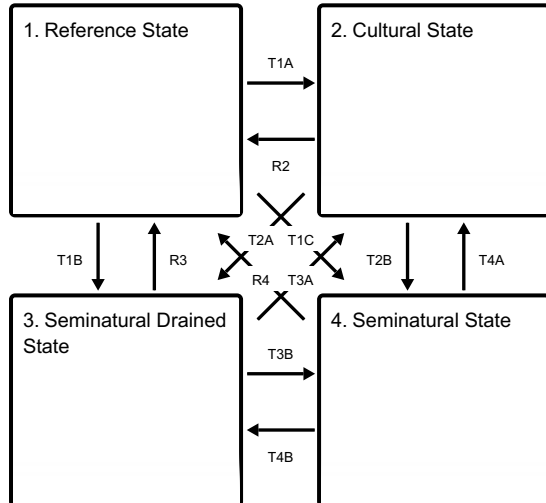 1. Reference State
2. Cultural State
T1A
R2
T2A
T1C
T1B
R3
T2B
T4A
R4
T3A
3. Seminatural Drained
State
4. Seminatural State
T3B
T4B